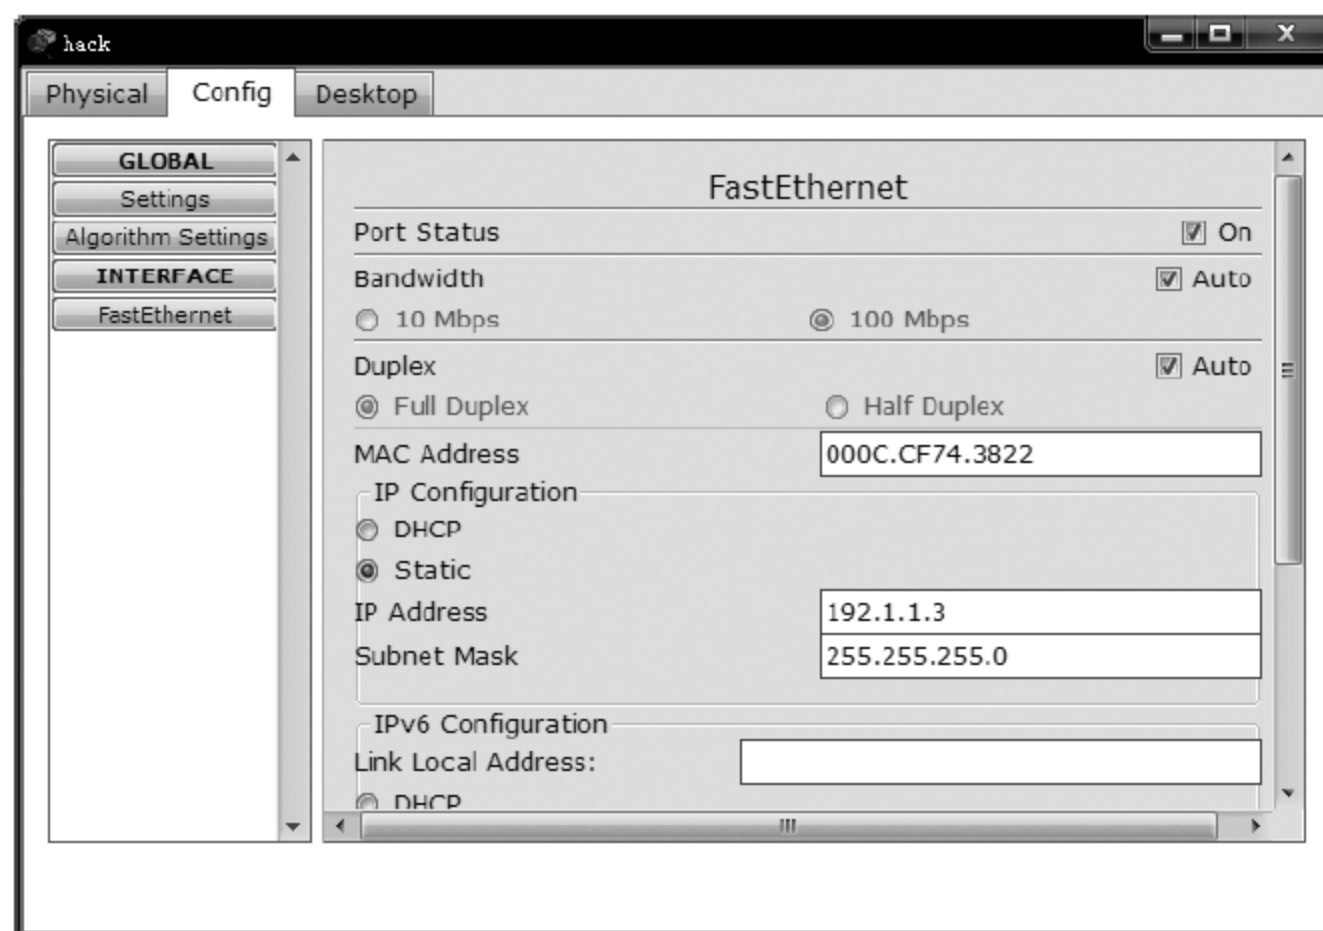 hack
Physical Config Desktop
GLOBAL
Settings
Algorithm Settings
INTERFACE
FastEthernet
FastEthernet
Port Status On
Bandwidth Auto
10 Mbps 100 Mbps
Duplex Auto
Full Duplex Half Duplex
MAC Address 000C.CF74.3822
IP Configuration
DHCP
Static
IP Address 192.1.1.3
Subnet Mask 255.255.255.0
IPv6 Configuration
Link Local Address:
DHCP